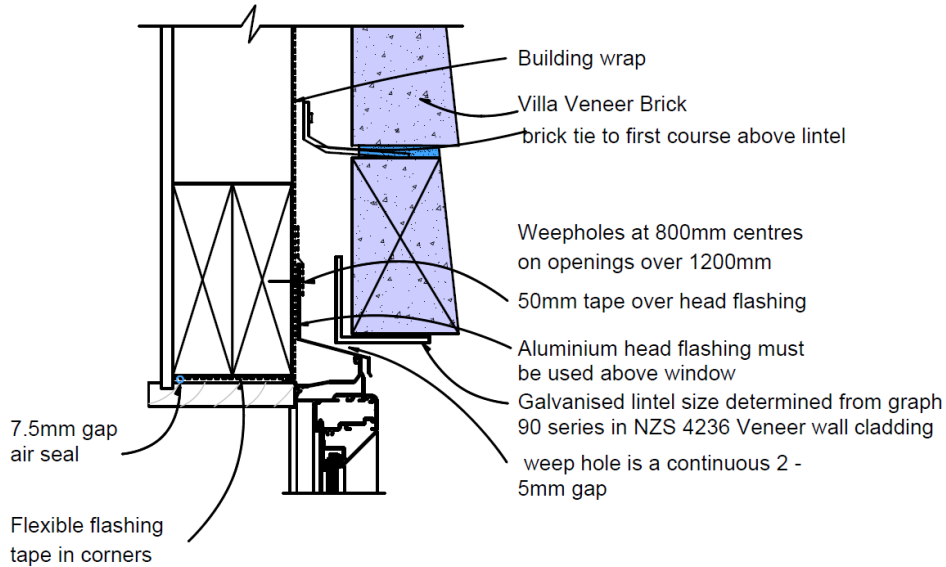 Building wrap
Villa Veneer Brick
brick tie to first course above lintel
Weepholes at 800mm centres
on openings over 1200mm
50mm tape over head flashing
Aluminium head flashing must
be used above window
Galvanised lintel size determined from graph
90 series in NZS 4236 Veneer wall cladding
weep hole is a continuous 2 -
5mm gap
7.5mm gap
air seal
Flexible flashing
tape in corners